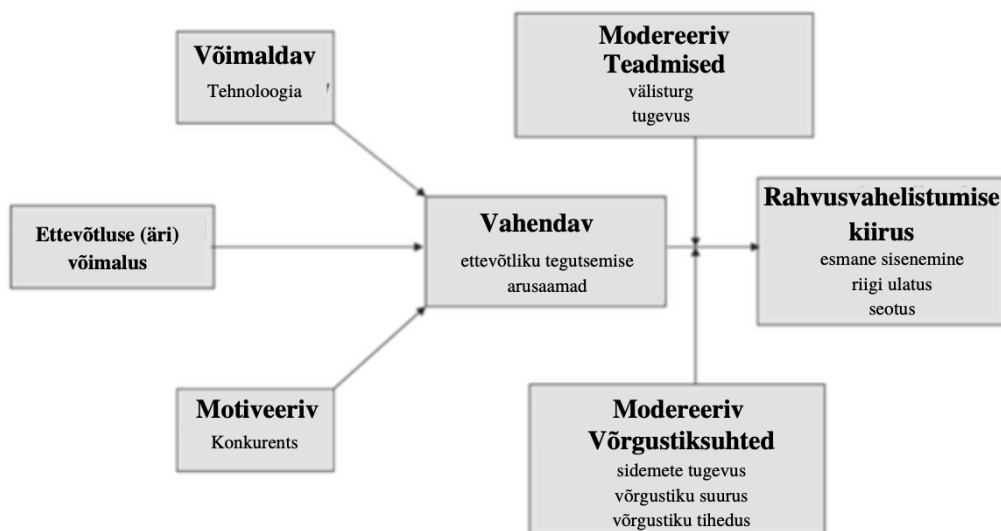 Võimaldav
Tehnoloogia
Modereeriv
Teadmised
välisturg
tugevus
Ettevõtluse (äri)
võimalus
Vahendav
ettevõtliku tegutsemise
arusaamad
Rahvusvahelistumise
kiirus
esmane sisenemine
riigi ulatus
seotus
Motiveeriv
Konkurents
Modereeriv
Võrgustiksuhted
sidemete tugevus
võrgustiku suurus
võrgustiku tihedus